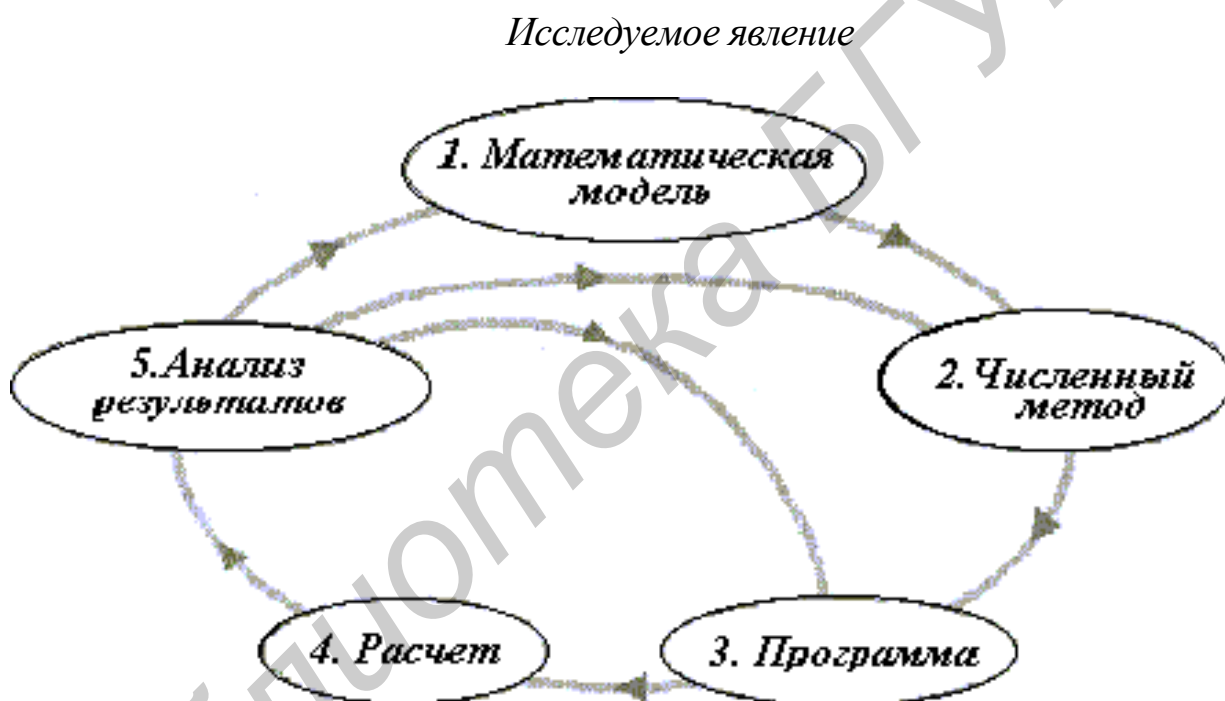 Исследуемое явление
1. Математическая
модель
5.Анализ
результатов
2. Численный
метод
4. Расчет
3. Программа